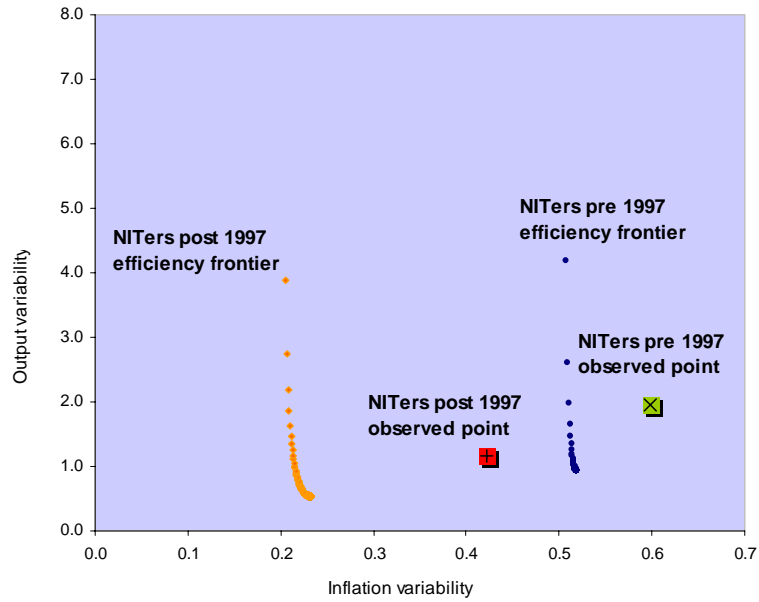 8.0
7.0
6.0
5.0
4.0
3.0
2.0
1.0
0.0
Output variability
NITers post 1997
efficiency frontier
NITers pre 1997
efficiency frontier
NITers pre 1997
observed point
NITers post 1997
observed point
0.0 0.1 0.2 0.3 0.4 0.5 0.6 0.7
Inflation variability